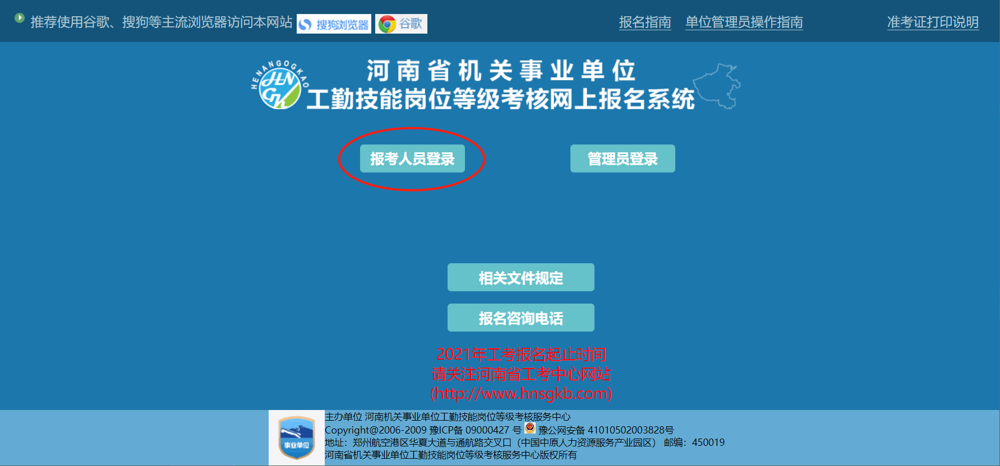 推荐使用谷歌、搜狗等主流浏览器访问本网站 搜狗浏览器 谷歌 报名指南 单位管理员操作指南 准考证打印说明
HENANGOGKAO
河南省机关事业单位
工勤技能岗位等级考核网上报名系统
报考人员登录 管理员登录
相关文件规定
报名咨询电话
2021年工考报名起止时间
请关注河南省工考中心网站
(http://www.hnsgkb.com)
事业单位
主办单位 河南机关事业单位工勤技能岗位等级考核服务中心
Copyright@2006-2009 豫ICP备 09000427 号 豫公网安备 41010502003828号
地址：郑州航空港区华夏大道与通航路交叉口（中国中原人力资源服务产业园区） 邮编：450019
河南省机关事业单位工勤技能岗位等级考核服务中心版权所有